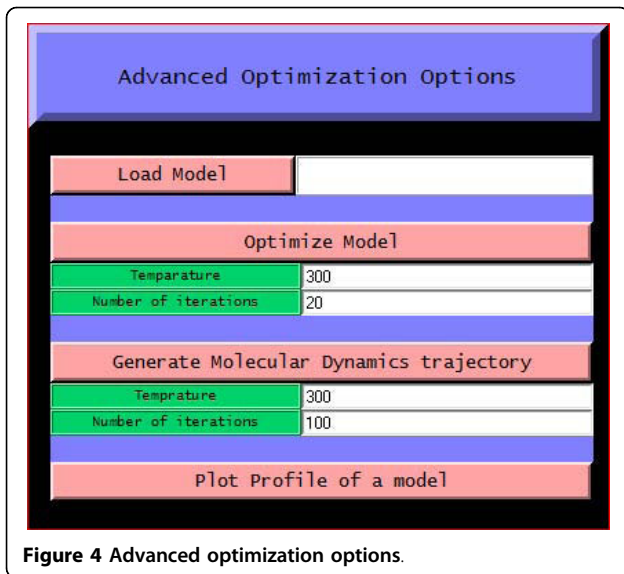 Advanced Optimization Options
Load Model
Optimize Model
Temparature 300
Number of iterations 20
Generate Molecular Dynamics trajectory
Temprature 300
Number of iterations 100
Plot Profile of a model
Figure 4 Advanced optimization options.